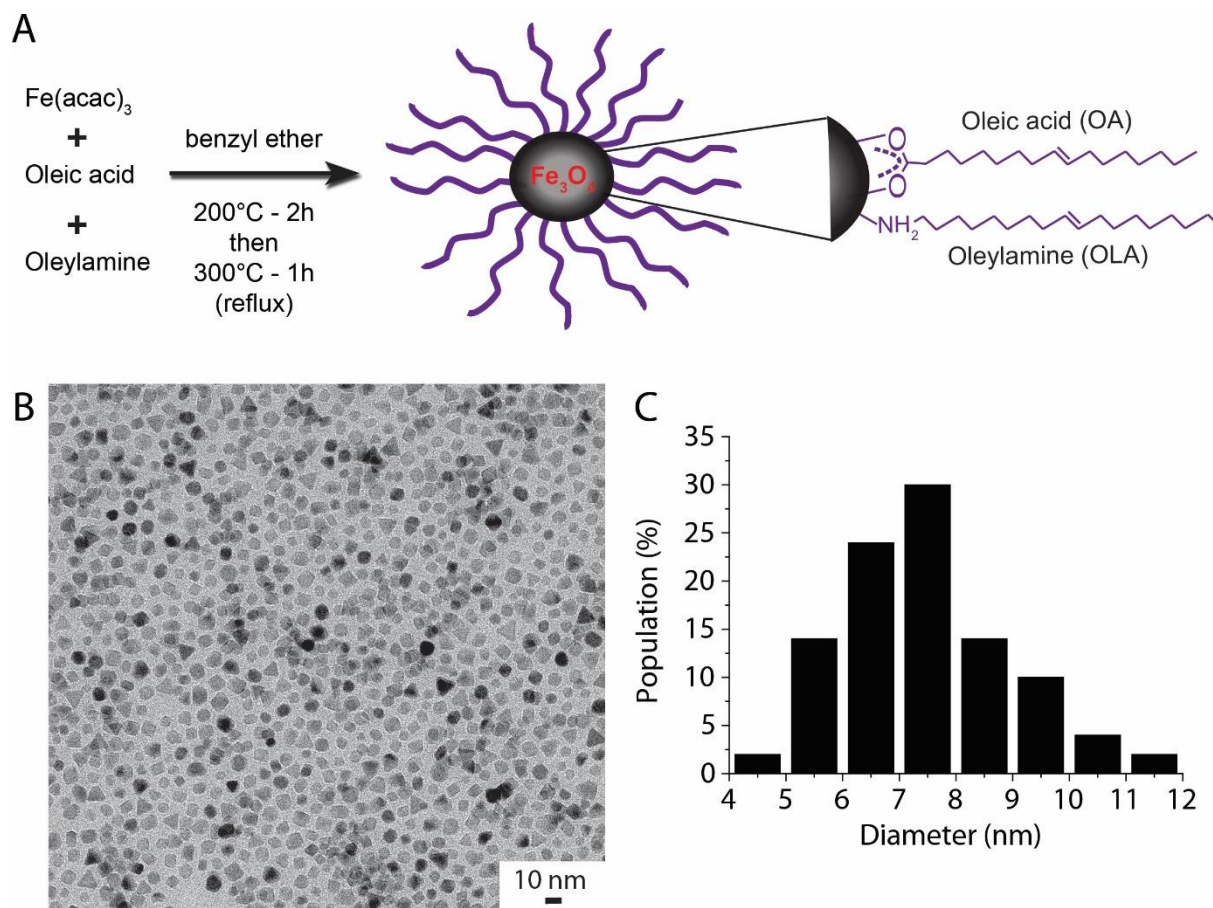 A
Fe(acac)₃
+
Oleic acid
+
Oleylamine
benzyl ether
200°C - 2h
then
300°C - 1h
(reflux)
Fe₃O₄
O
O
NH₂
Oleic acid (OA)
Oleylamine (OLA)
B
10 nm
C
Population (%)
35
30
25
20
15
10
5
0
4 5 6 7 8 9 10 11 12
Diameter (nm)